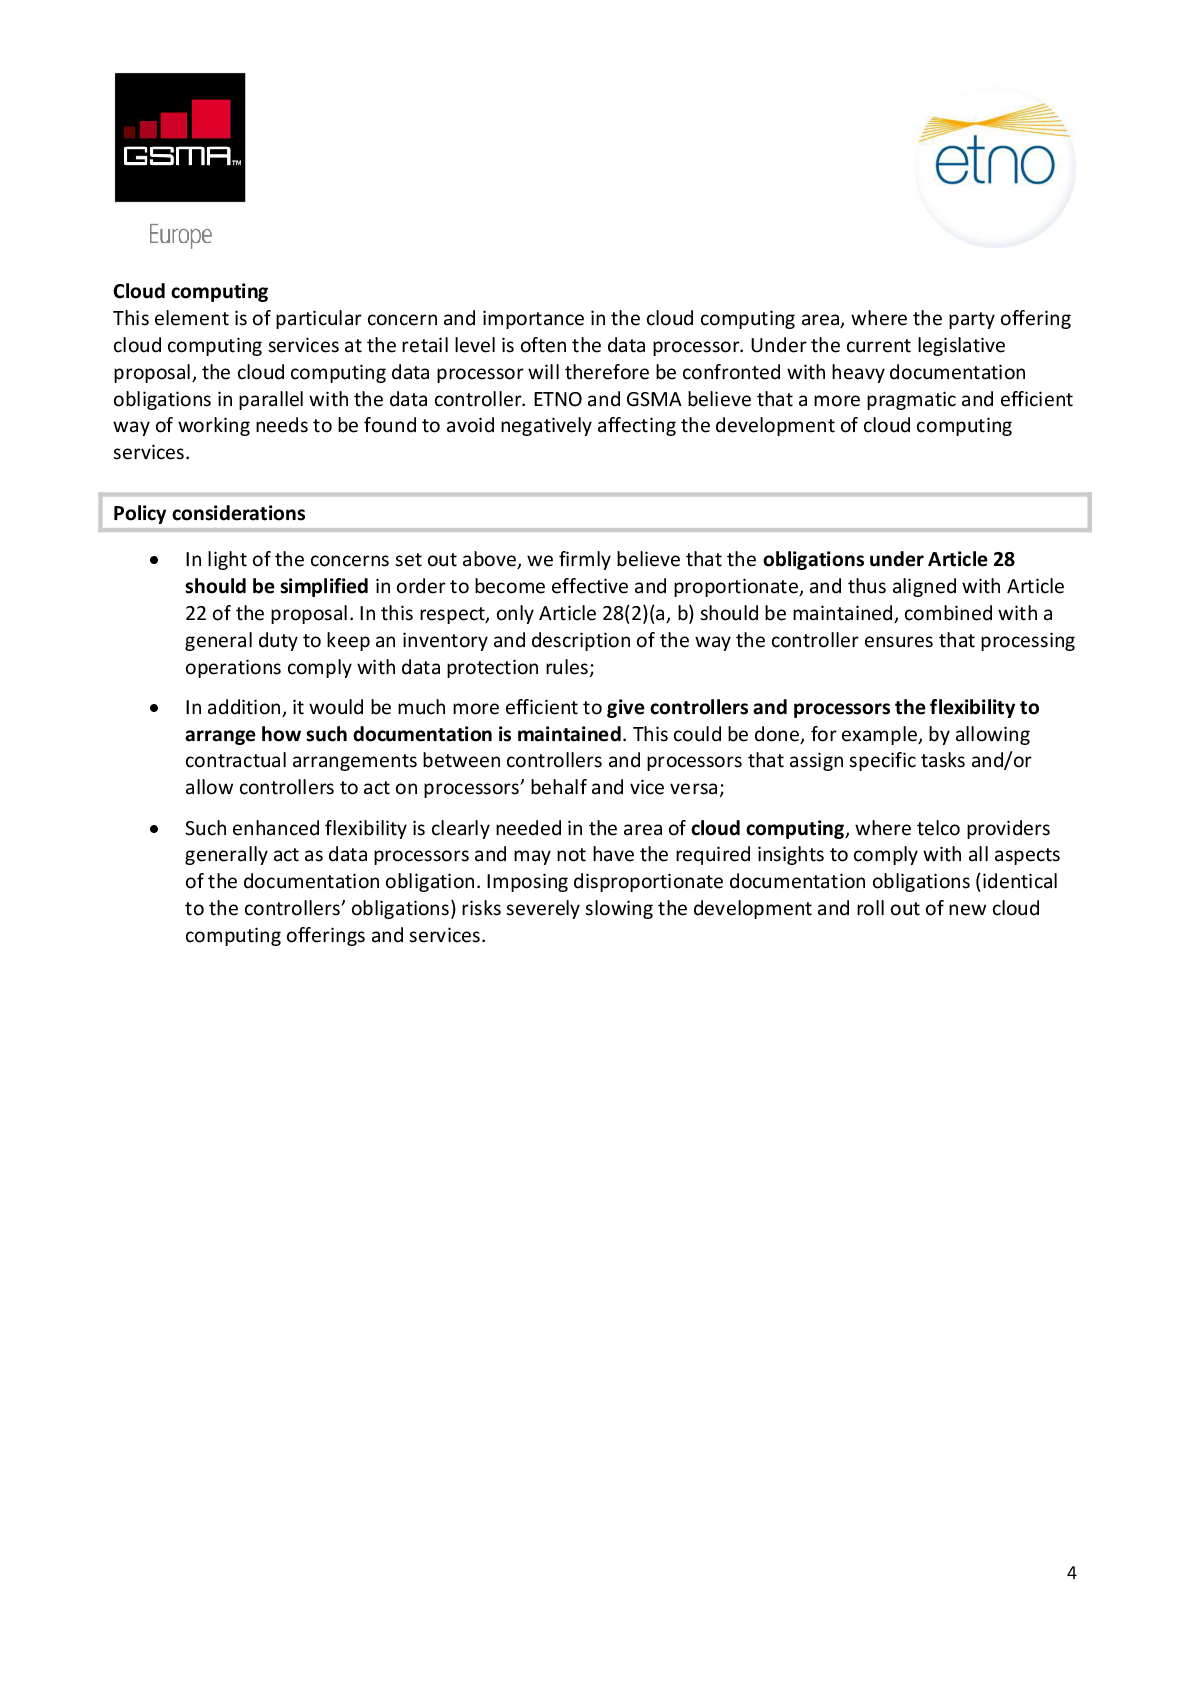 GSMA™
Europe
etno
Cloud computing
This element is of particular concern and importance in the cloud computing area, where the party offering
cloud computing services at the retail level is often the data processor. Under the current legislative
proposal, the cloud computing data processor will therefore be confronted with heavy documentation
obligations in parallel with the data controller. ETNO and GSMA believe that a more pragmatic and efficient
way of working needs to be found to avoid negatively affecting the development of cloud computing
services.
Policy considerations
• In light of the concerns set out above, we firmly believe that the obligations under Article 28
should be simplified in order to become effective and proportionate, and thus aligned with Article
22 of the proposal. In this respect, only Article 28(2)(a, b) should be maintained, combined with a
general duty to keep an inventory and description of the way the controller ensures that processing
operations comply with data protection rules;
• In addition, it would be much more efficient to give controllers and processors the flexibility to
arrange how such documentation is maintained. This could be done, for example, by allowing
contractual arrangements between controllers and processors that assign specific tasks and/or
allow controllers to act on processors’ behalf and vice versa;
• Such enhanced flexibility is clearly needed in the area of cloud computing, where telco providers
generally act as data processors and may not have the required insights to comply with all aspects
of the documentation obligation. Imposing disproportionate documentation obligations (identical
to the controllers’ obligations) risks severely slowing the development and roll out of new cloud
computing offerings and services.
4